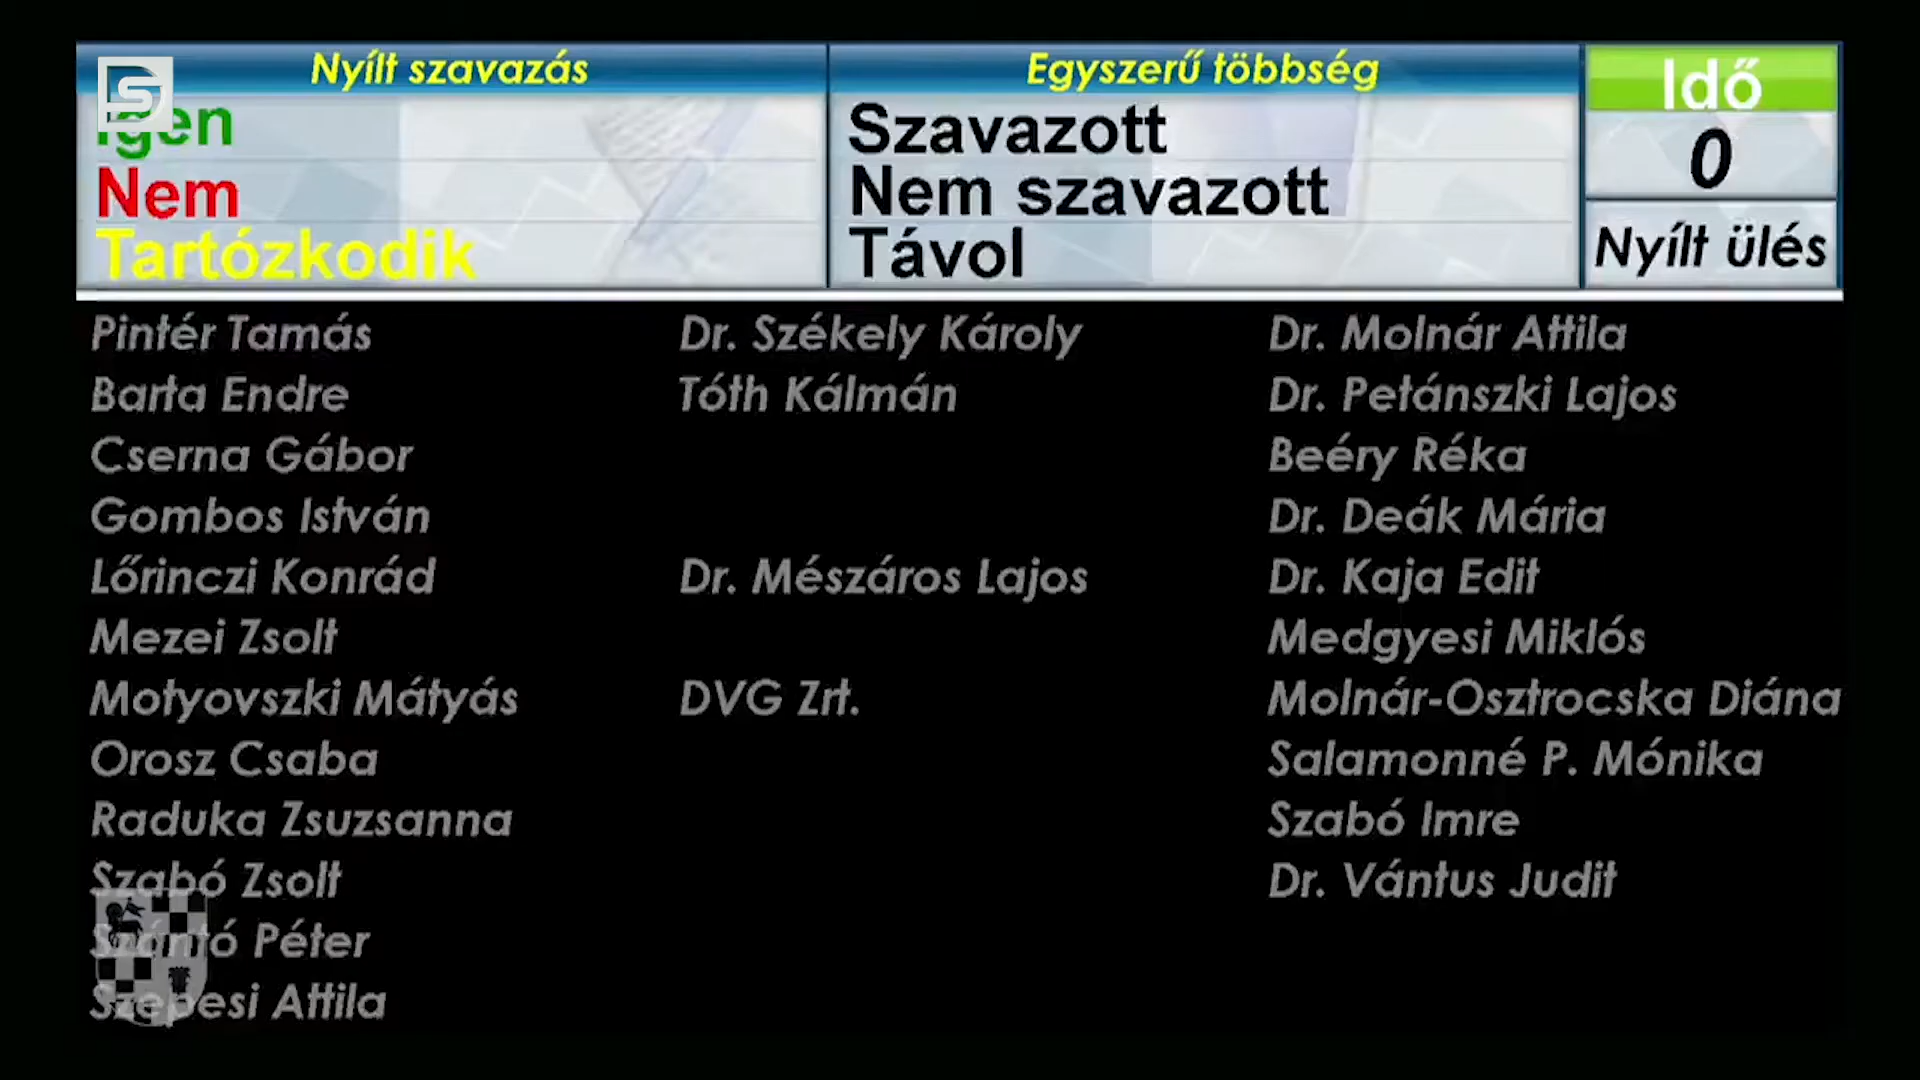 Nyílt szavazás
Igen
Nem
Tartózkodik
Egyszerű többség
Szavazott
Nem szavazott
Távol
Idő
0
Nyílt ülés
Pintér Tamás
Barta Endre
Cserna Gábor
Gombos István
Lőrinczi Konrád
Mezei Zsolt
Motyovszki Mátyás
Orosz Csaba
Raduka Zsuzsanna
Szabó Zsolt
Szántó Péter
Szepesi Attila
Dr. Székely Károly
Tóth Kálmán
Dr. Mészáros Lajos
DVG Zrt.
Dr. Molnár Attila
Dr. Petánszki Lajos
Beéry Réka
Dr. Deák Mária
Dr. Kaja Edit
Medgyesi Miklós
Molnár-Osztrocska Diána
Salamonné P. Mónika
Szabó Imre
Dr. Vántus Judit